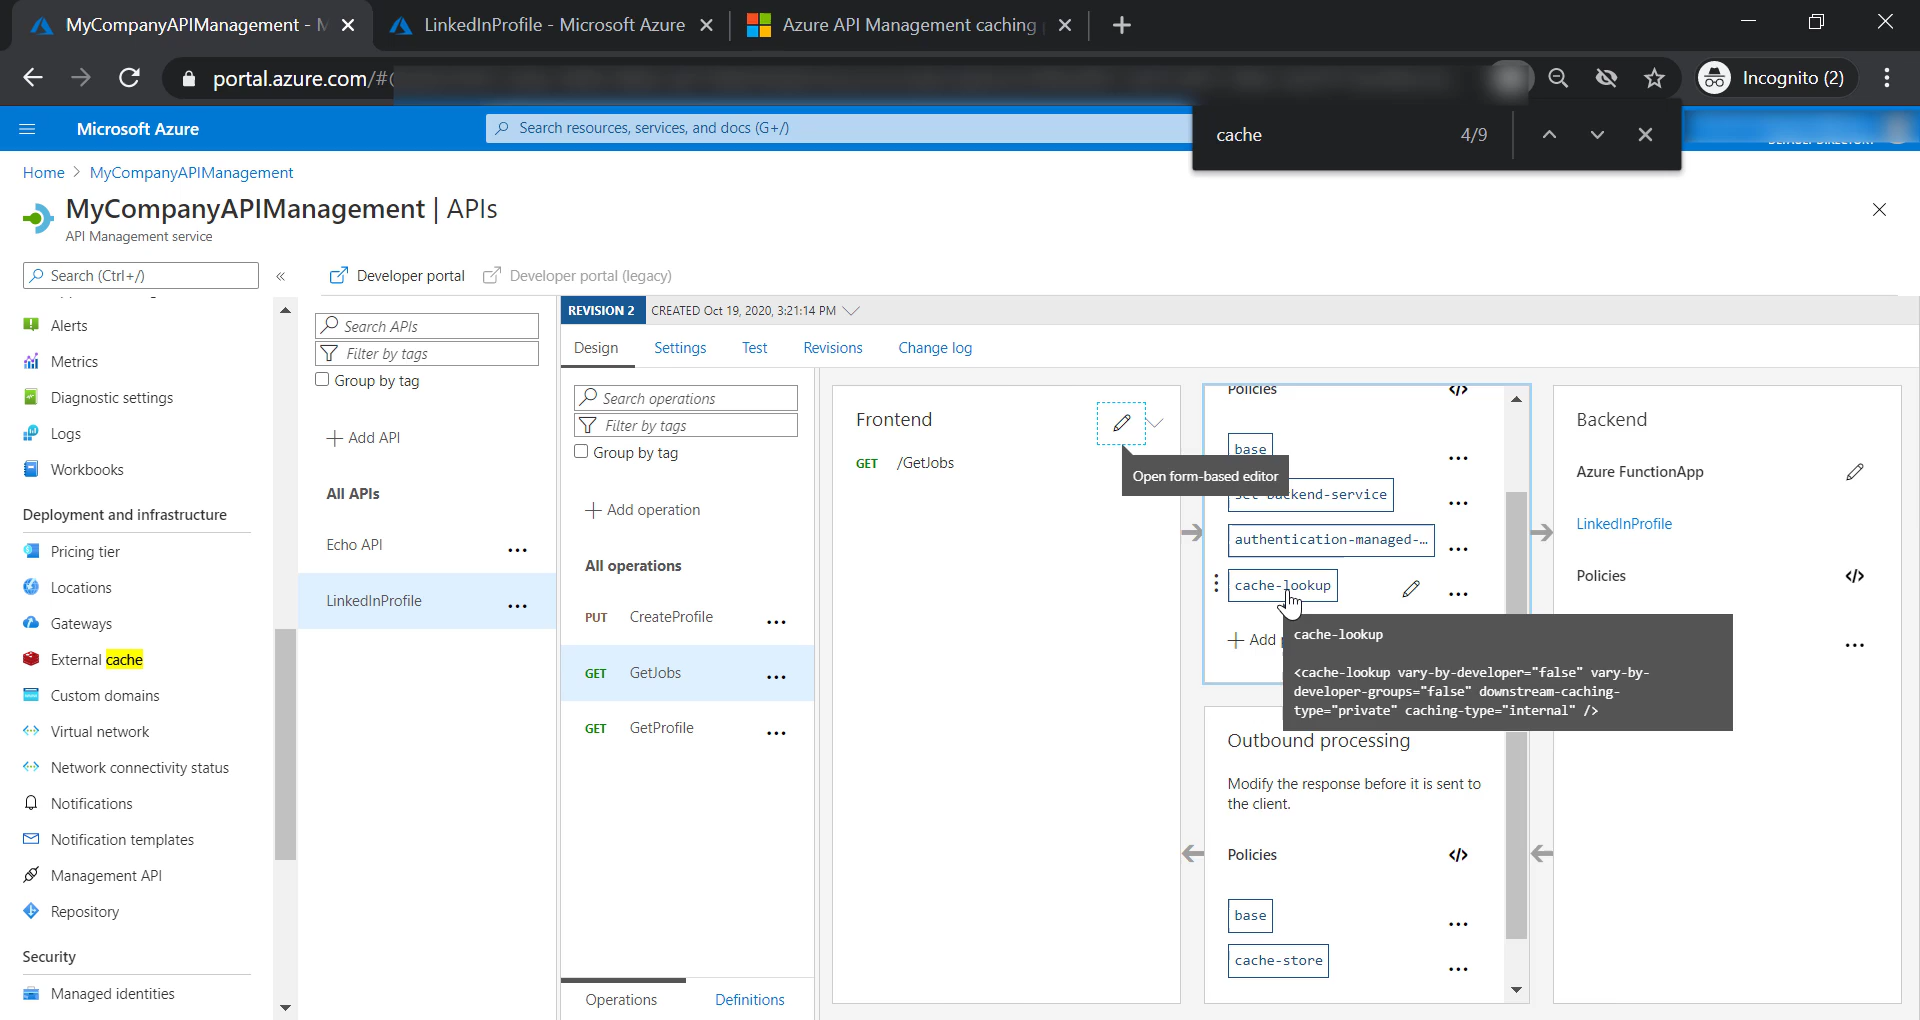 MyCompanyAPIManagement - M
LinkedInProfile - Microsoft Azure
Azure API Management caching
portal.azure.com/#
Incognito (2)
Microsoft Azure
Search resources, services, and docs (G+/)
cache
4/9
Home > MyCompanyAPIManagement
MyCompanyAPIManagement | APIs
API Management service
Search (Ctrl+/)
«
Developer portal
Developer portal (legacy)
Alerts
Metrics
Diagnostic settings
Logs
Workbooks
Deployment and infrastructure
Pricing tier
Locations
Gateways
External cache
Custom domains
Virtual network
Network connectivity status
Notifications
Notification templates
Management API
Repository
Security
Managed identities
Search APIs
Filter by tags
Group by tag
+ Add API
All APIs
Echo API
...
LinkedInProfile
...
REVISION 2
CREATED Oct 19, 2020, 3:21:14 PM
Design
Settings
Test
Revisions
Change log
Search operations
Filter by tags
Group by tag
+ Add operation
All operations
PUT CreateProfile
...
GET GetJobs
...
GET GetProfile
...
Operations
Definitions
Frontend
GET /GetJobs
Open form-based editor
Policies
</>
base
...
set-backend-service
...
authentication-managed-...
...
cache-lookup
...
+ Add
cache-lookup
<cache-lookup vary-by-developer="false" vary-by-
developer-groups="false" downstream-caching-
type="private" caching-type="internal" />
Outbound processing
Modify the response before it is sent to
the client.
Policies
</>
base
...
cache-store
...
Backend
Azure FunctionApp
LinkedInProfile
Policies
</>
...